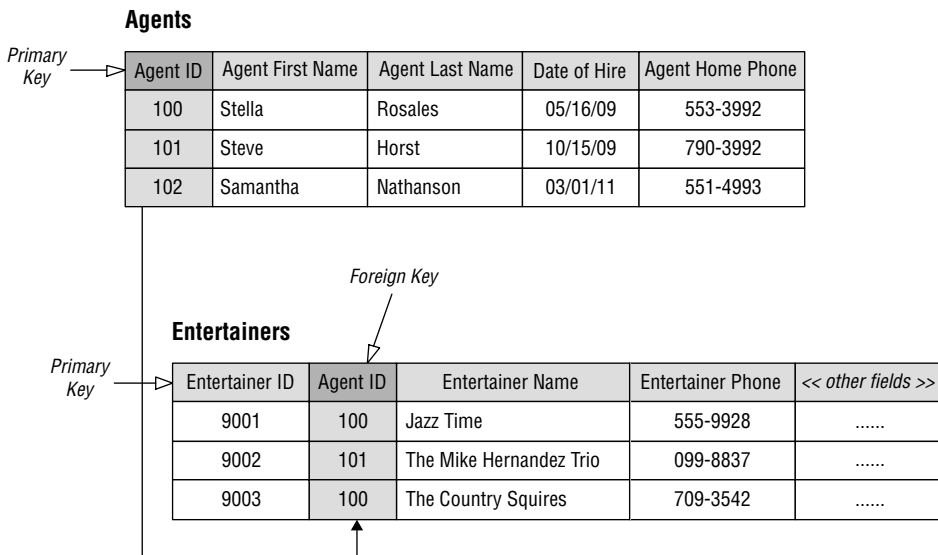 Agents
Primary
Key
Agent ID Agent First Name Agent Last Name Date of Hire Agent Home Phone
100 Stella Rosales 05/16/09 553-3992
101 Steve Horst 10/15/09 790-3992
102 Samantha Nathanson 03/01/11 551-4993
Foreign Key
Entertainers
Primary
Key
Entertainer ID Agent ID Entertainer Name Entertainer Phone << other fields >>
9001 100 Jazz Time 555-9928 ......
9002 101 The Mike Hernandez Trio 099-8837 ......
9003 100 The Country Squires 709-3542 ......